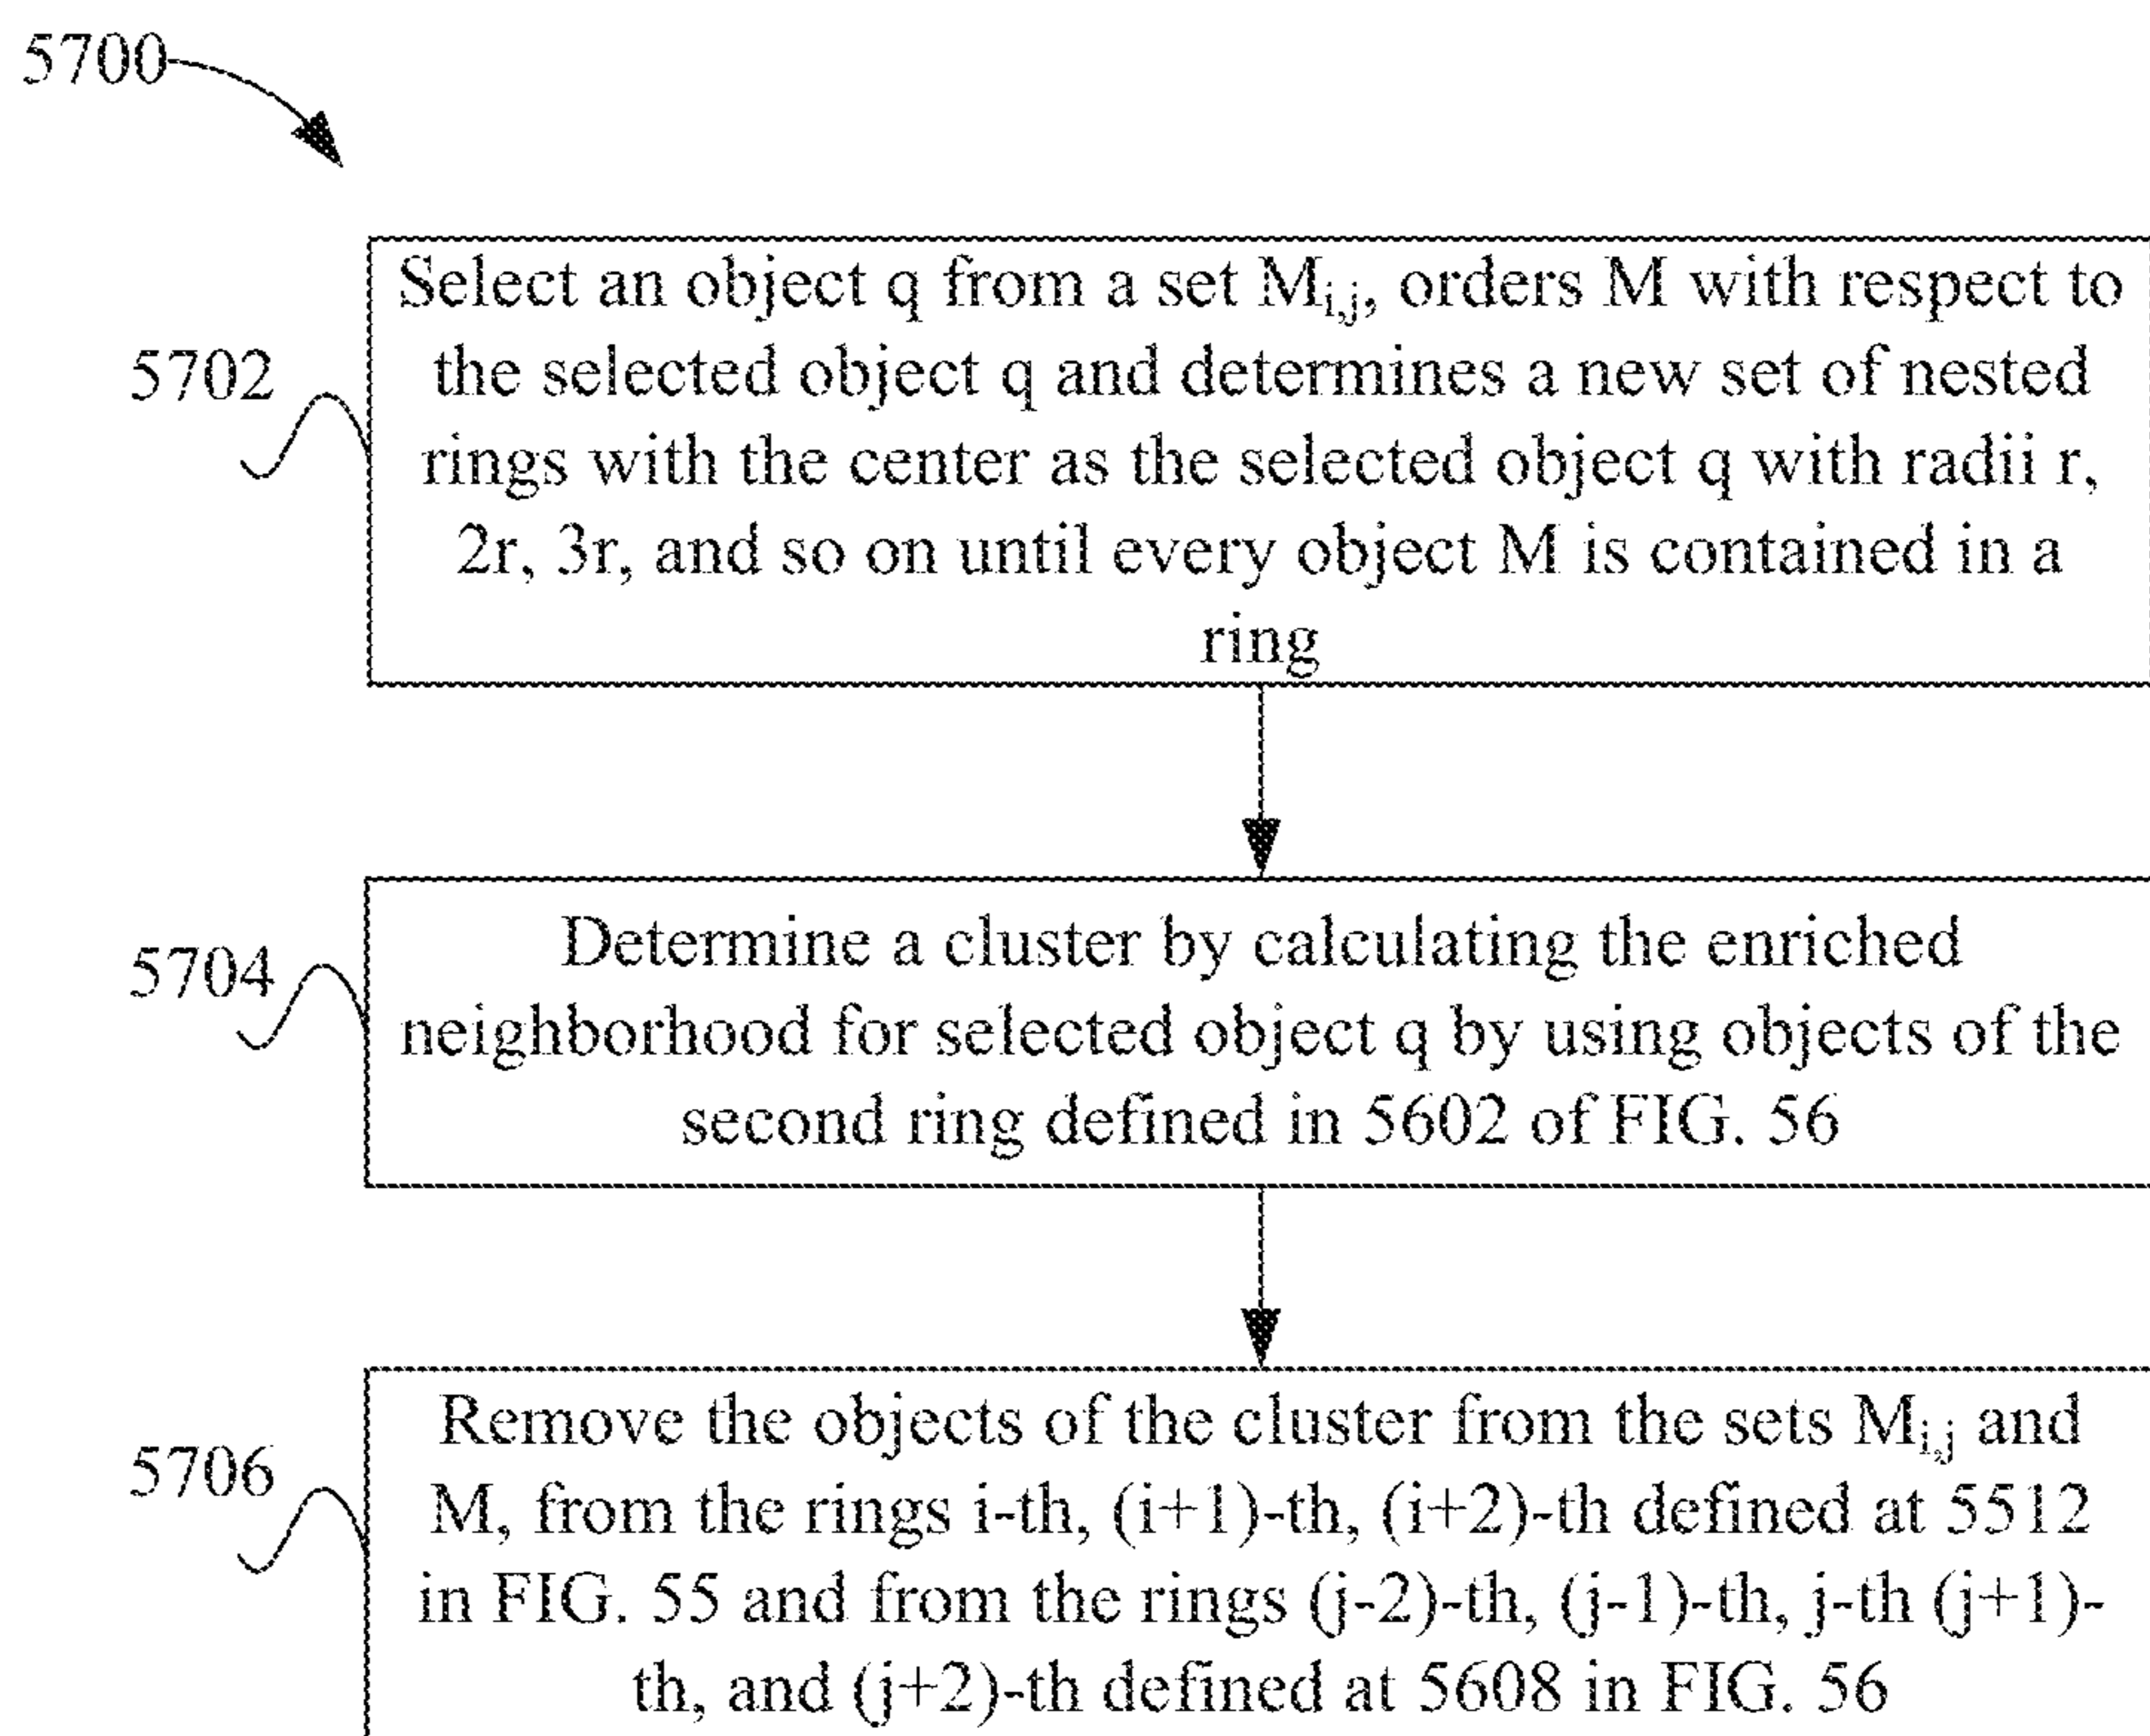 5700
Select an object q from a set Mi,j, orders M with respect to
5702
the selected object q and determines a new set of nested
rings with the center as the selected object q with radii r,
2r, 3r, and so on until every object M is contained in a
ring
Determine a cluster by calculating the enriched
5704
neighborhood for selected object q by using objects of the
second ring defined in 5602 of FIG. 56
Remove the objects of the cluster from the sets Mi,j and
5706
M, from the rings i-th, (i+1)-th, (i+2)-th defined at 5512
in FIG. 55 and from the rings (j-2)-th, (j-1)-th, j-th (j+1)-
th, and (j+2)-th defined at 5608 in FIG. 56